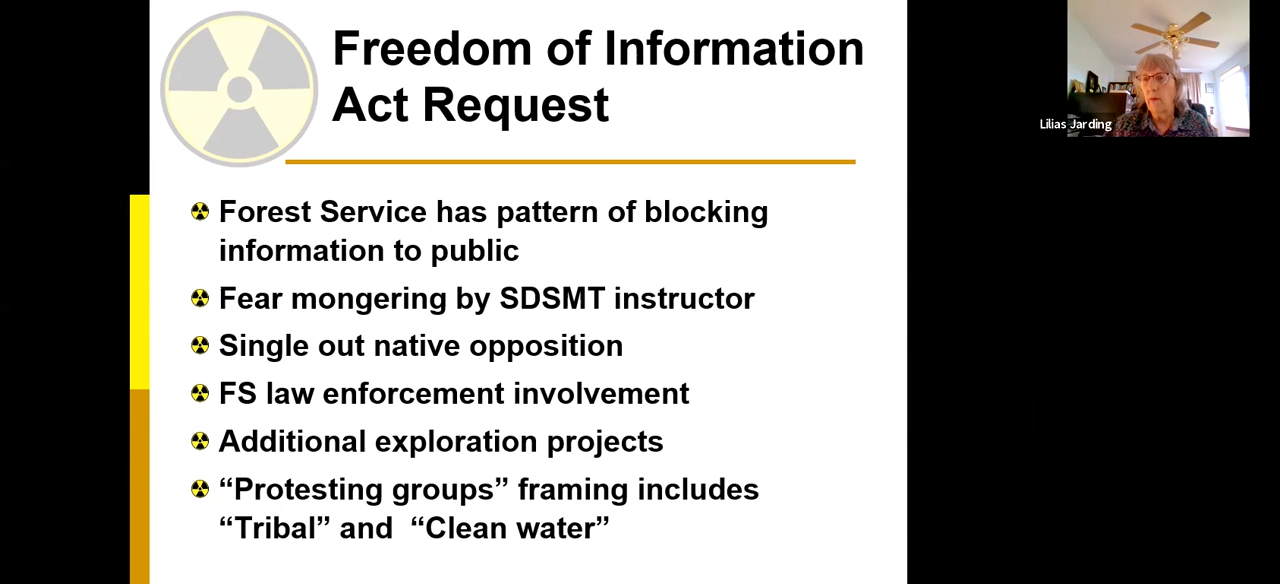 Freedom of Information
Act Request
Lilias Jarding
Forest Service has pattern of blocking
information to public
Fear mongering by SDSMT instructor
Single out native opposition
FS law enforcement involvement
Additional exploration projects
“Protesting groups” framing includes
“Tribal” and  “Clean water”